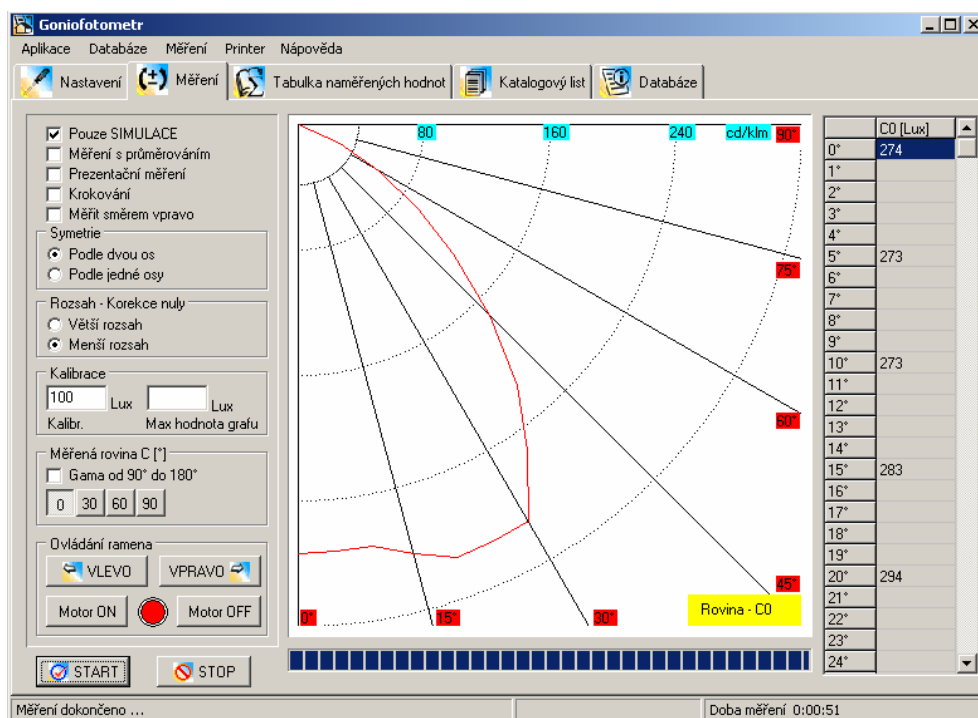 Goniofotometr
Aplikace Databáze Měření Printer Nápověda
Nastavení (±) Měření Tabulka naměřených hodnot Katalogový list Databáze
Pouze SIMULACE
Měření s průměrováním
Prezentační měření
Krokování
Měřit směrem vpravo
Symetrie
Podle dvou os
Podle jedné osy
Rozsah - Korekce nuly
Větší rozsah
Menší rozsah
Kalibrace
100 Lux Lux
Kalibr. Max hodnota grafu
Měřená rovina C [°]
Gama od 90° do 180°
0 30 60 90
Ovládání ramena
VLEVO VPRAVO
Motor ON Motor OFF
START STOP
80 160 240 cd/klm 90°
75°
60°
45°
0° 15° 30°
Rovina - C0
C0 [Lux]
0° 274
1°
2°
3°
4°
5° 273
6°
7°
8°
9°
10° 273
11°
12°
13°
14°
15° 283
16°
17°
18°
19°
20° 294
21°
22°
23°
24°
Měření dokončeno ... Doba měření 0:00:51